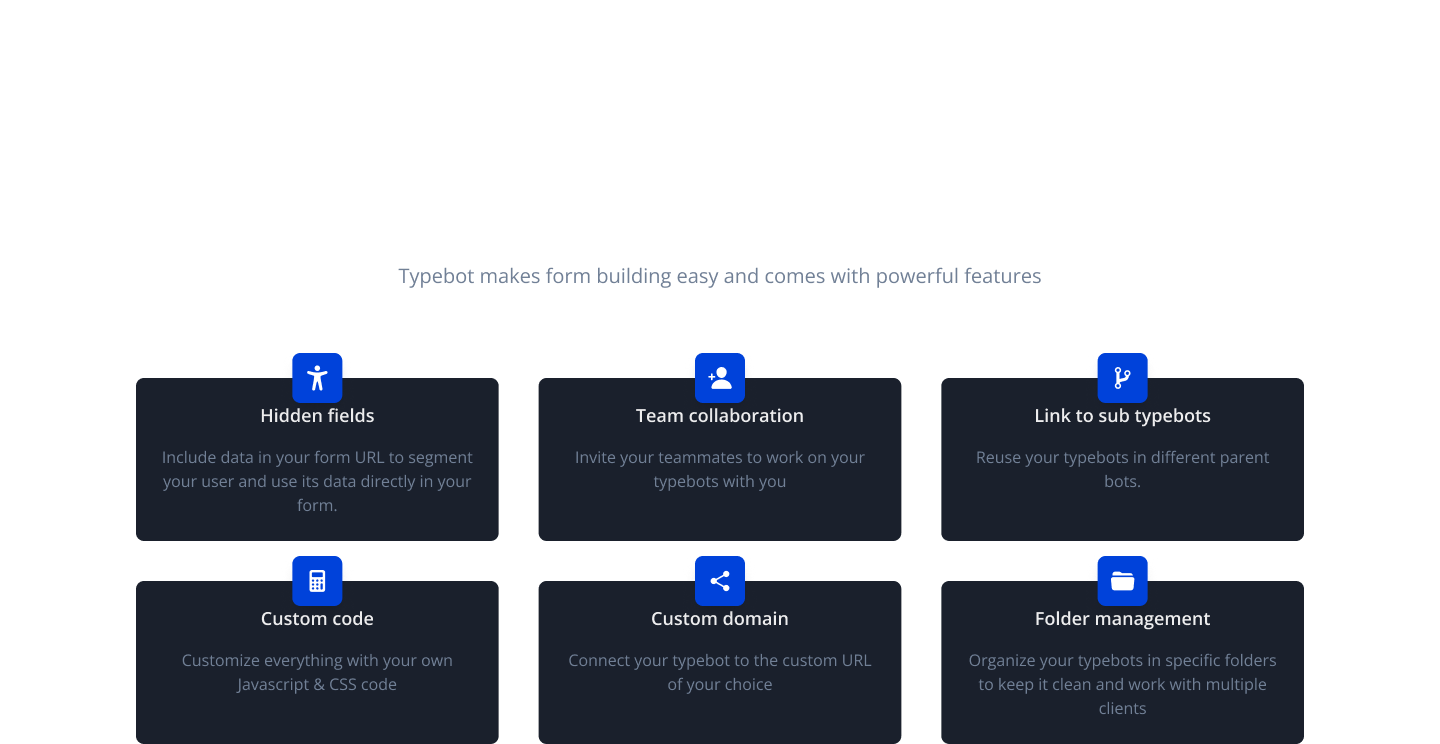 Typebot makes form building easy and comes with powerful features
Hidden fields
Include data in your form URL to segment
your user and use its data directly in your
form.
Team collaboration
Invite your teammates to work on your
typebots with you
Link to sub typebots
Reuse your typebots in different parent
bots.
Custom code
Customize everything with your own
Javascript & CSS code
Custom domain
Connect your typebot to the custom URL
of your choice
Folder management
Organize your typebots in specific folders
to keep it clean and work with multiple
clients